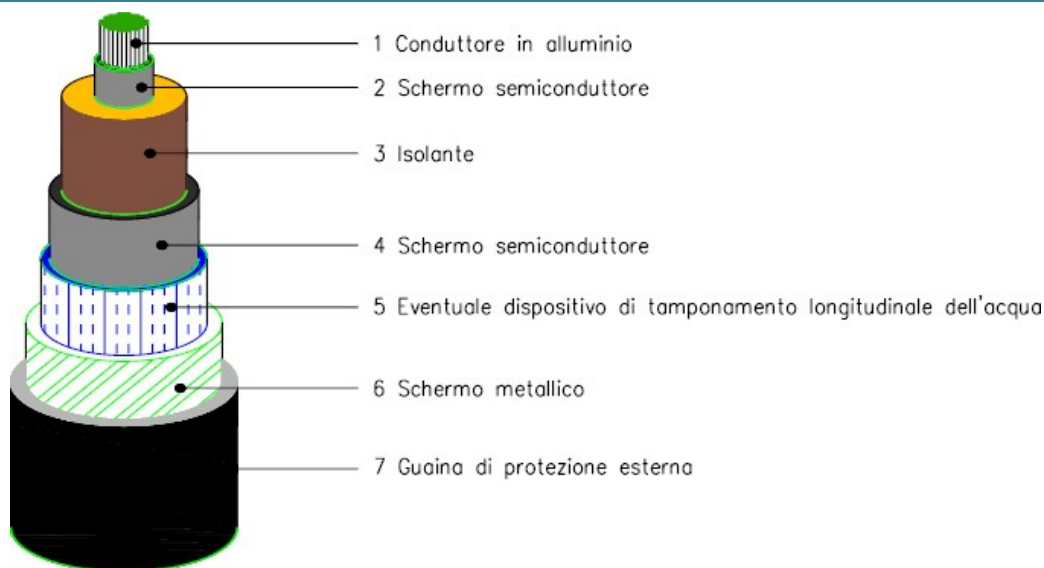 1 Conduttore in alluminio
2 Schermo semiconduttore
3 Isolante
4 Schermo semiconduttore
5 Eventuale dispositivo di tamponamento longitudinale dell'acqua
6 Schermo metallico
7 Guaina di protezione esterna